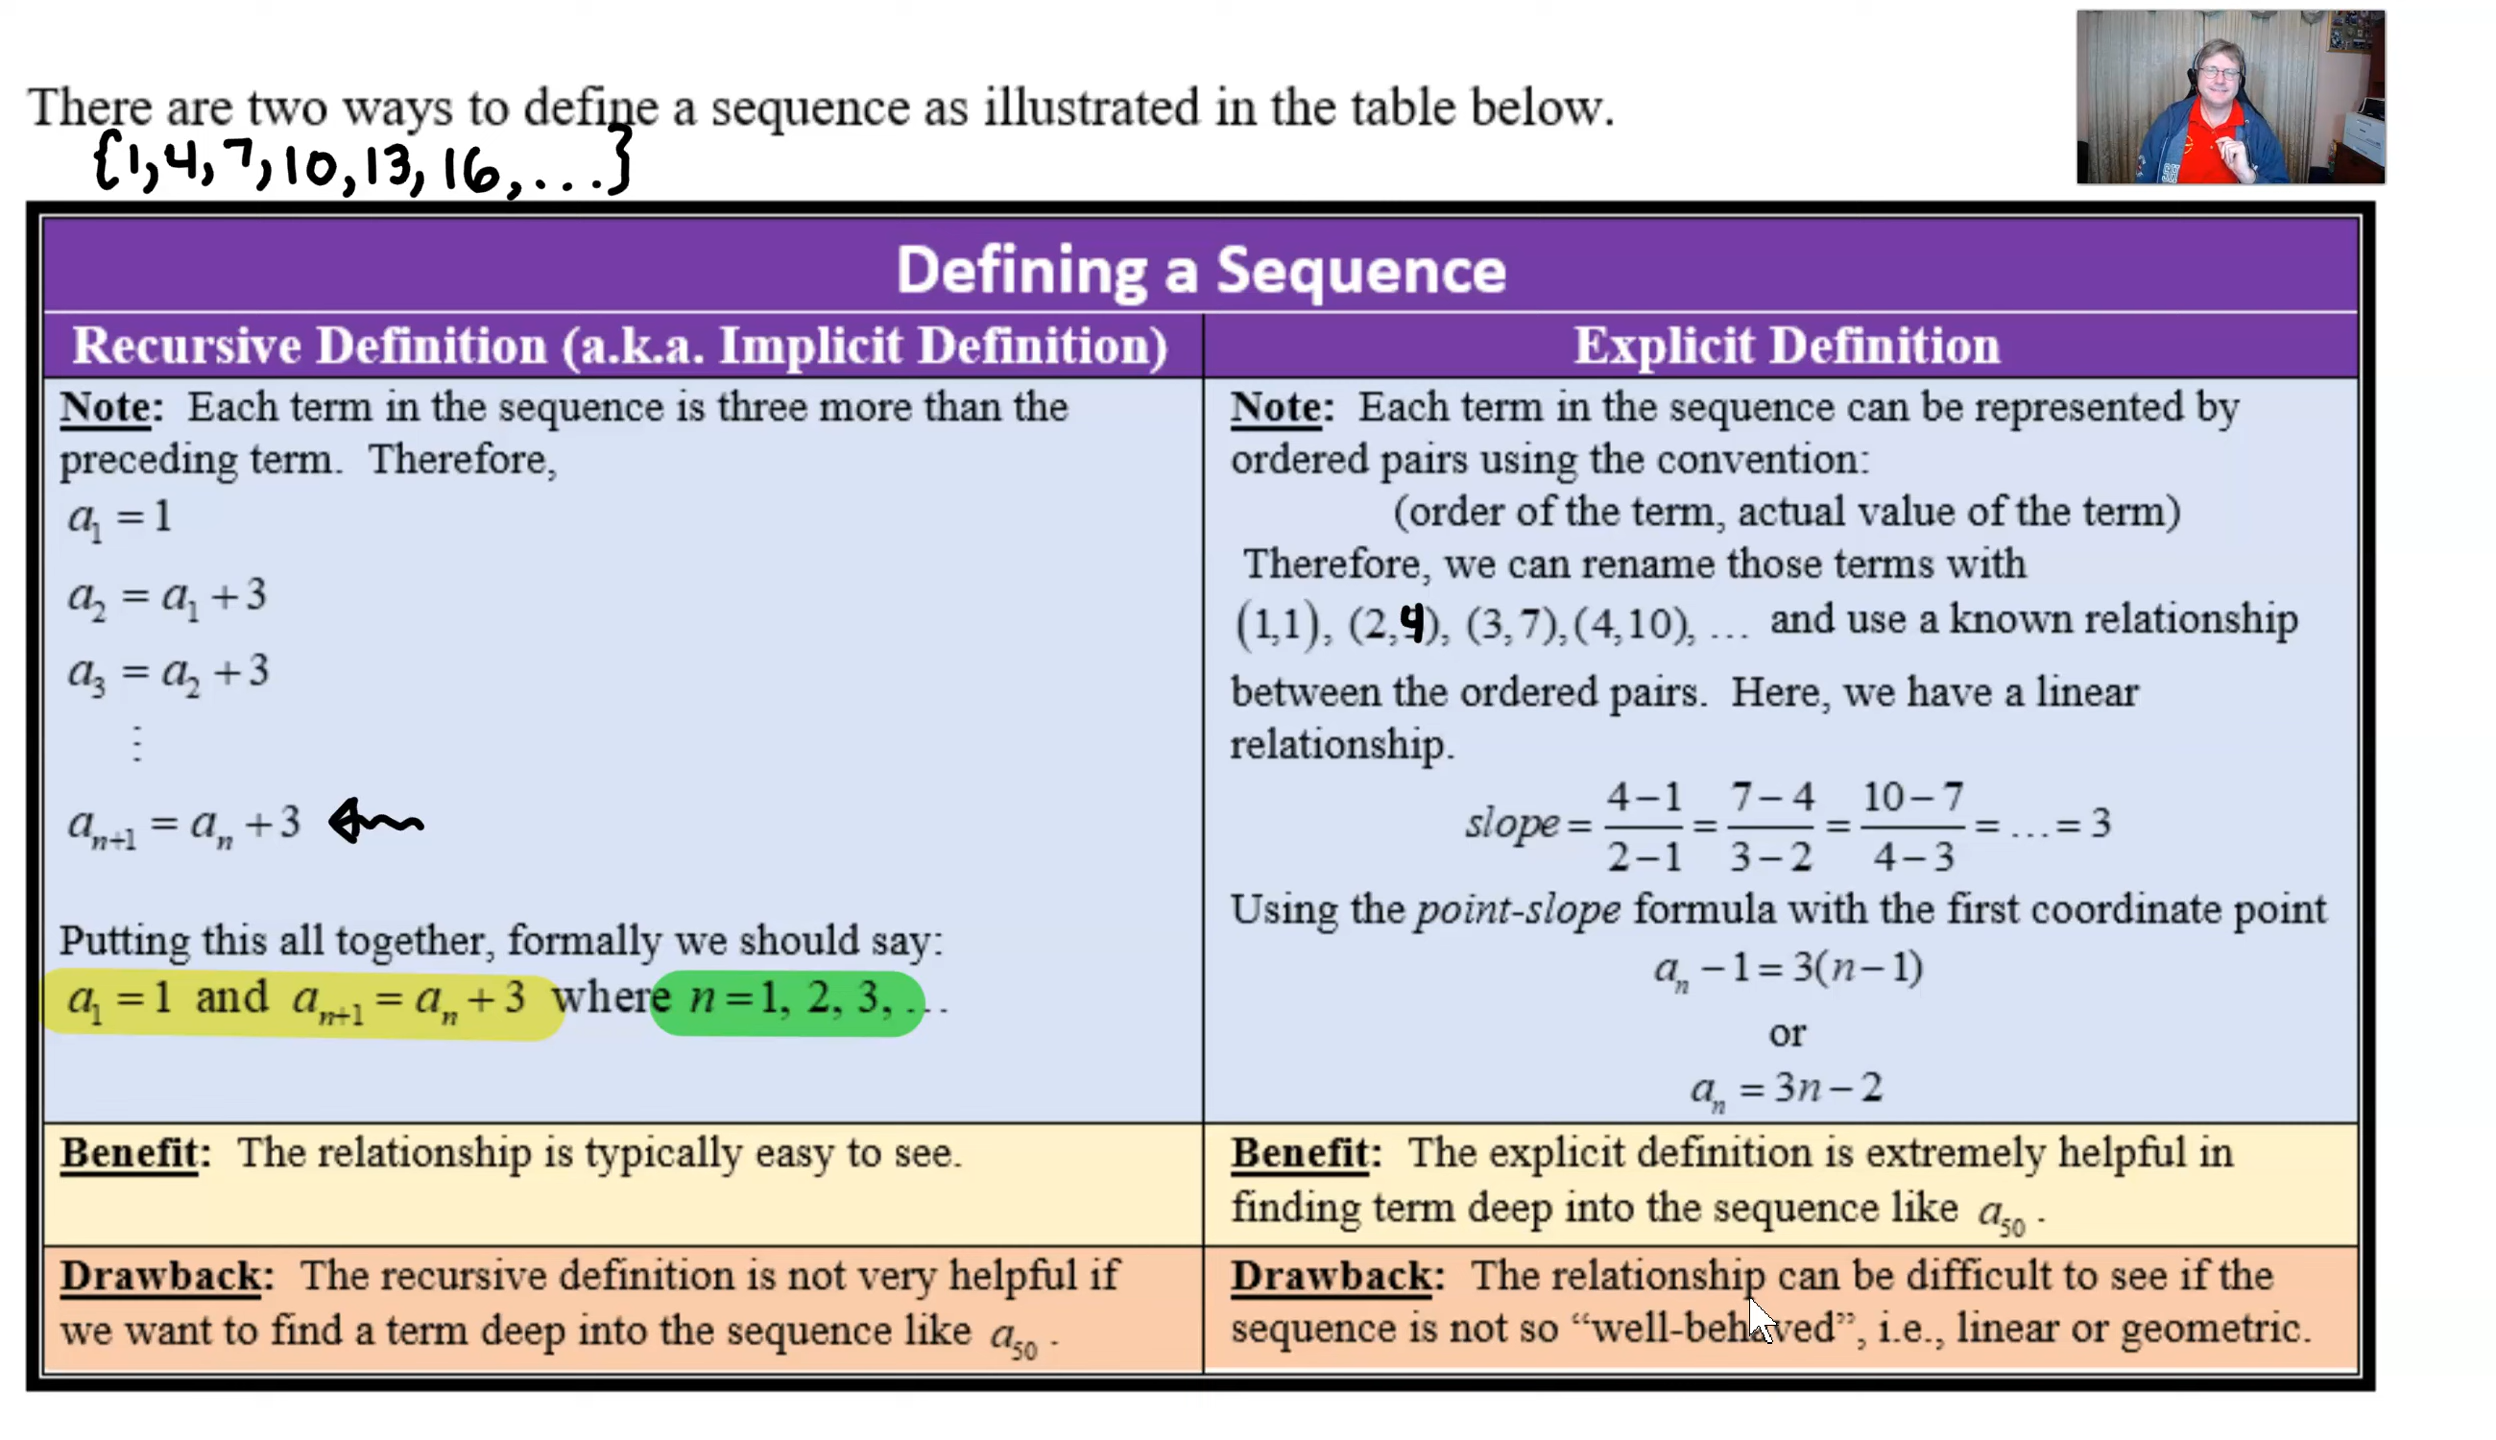 There are two ways to define a sequence as illustrated in the table below.
{1, 4, 7, 10, 13, 16, ...}
Defining a Sequence
Recursive Definition (a.k.a. Implicit Definition)
Note: Each term in the sequence is three more than the
preceding term. Therefore,
a₁ = 1
a₂ = a₁ + 3
a₃ = a₂ + 3
⋮
aₙ₊₁ = aₙ + 3
Putting this all together, formally we should say:
a₁ = 1 and aₙ₊₁ = aₙ + 3 where n = 1, 2, 3, ...
Benefit: The relationship is typically easy to see.
Drawback: The recursive definition is not very helpful if
we want to find a term deep into the sequence like a₅₀.
Explicit Definition
Note: Each term in the sequence can be represented by
ordered pairs using the convention:
(order of the term, actual value of the term)
Therefore, we can rename those terms with
(1,1), (2,4), (3,7), (4,10), ... and use a known relationship
between the ordered pairs. Here, we have a linear
relationship.
slope = (4−1)/(2−1) = (7−4)/(3−2) = (10−7)/(4−3) = ... = 3
Using the point-slope formula with the first coordinate point
aₙ − 1 = 3(n − 1)
or
aₙ = 3n − 2
Benefit: The explicit definition is extremely helpful in
finding term deep into the sequence like a₅₀.
Drawback: The relationship can be difficult to see if the
sequence is not so “well-behaved”, i.e., linear or geometric.